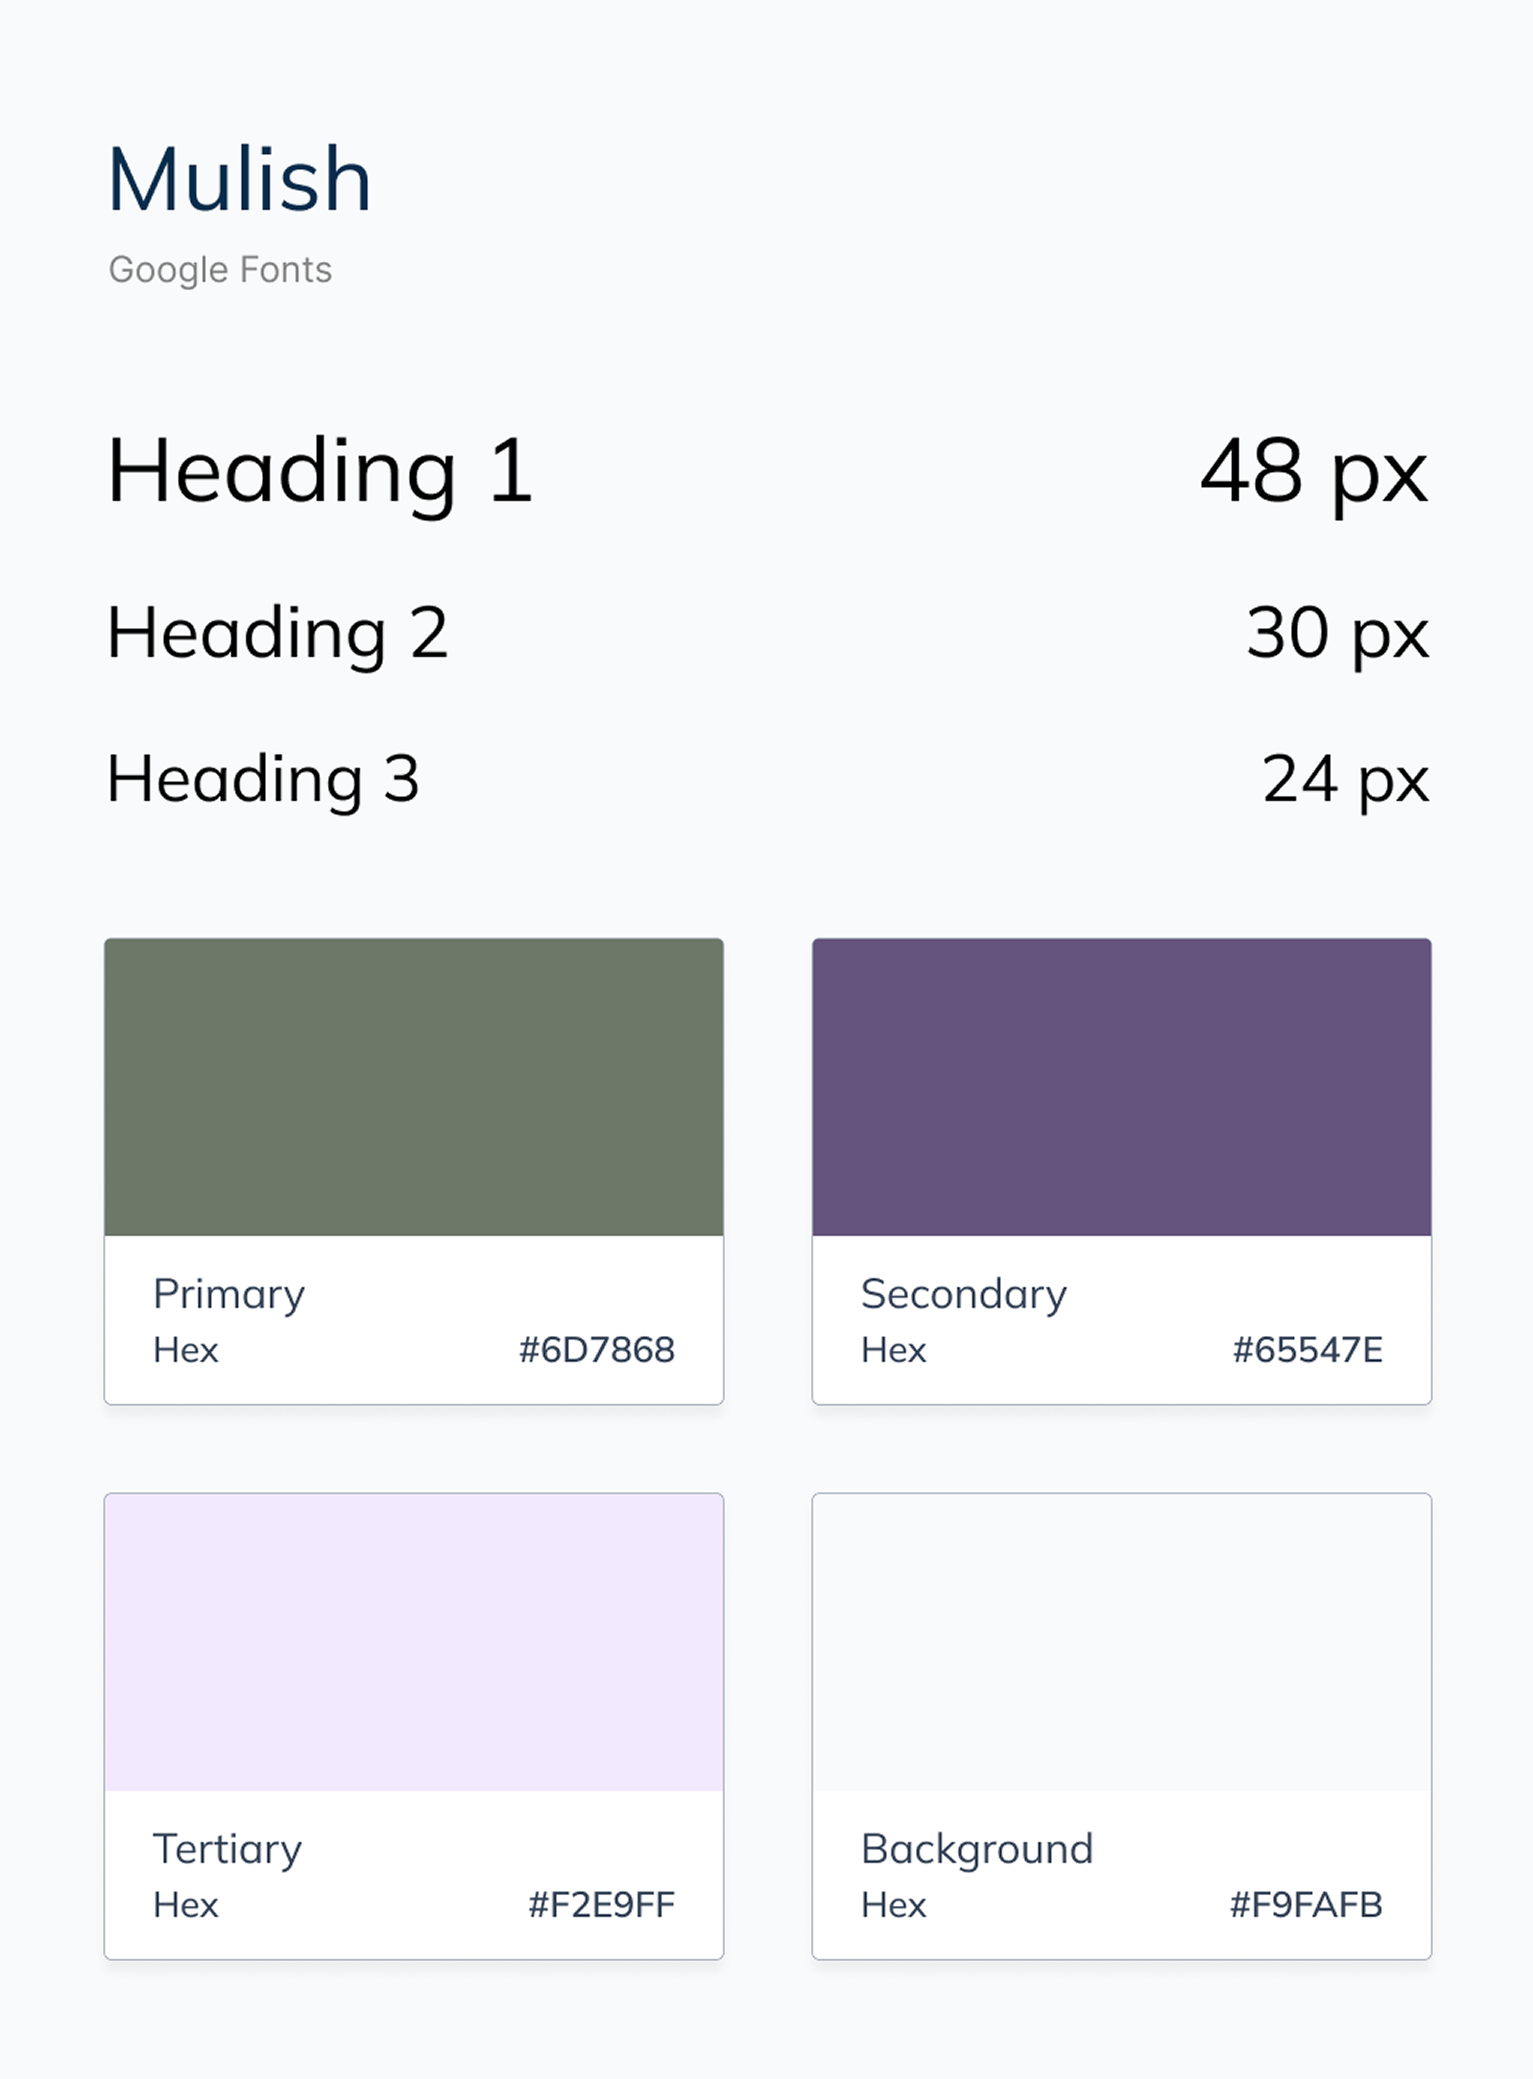 Mulish
Google Fonts
Heading 1 48 px
Heading 2 30 px
Heading 3 24 px
Primary
Hex #6D7868
Secondary
Hex #65547E
Tertiary
Hex #F2E9FF
Background
Hex #F9FAFB